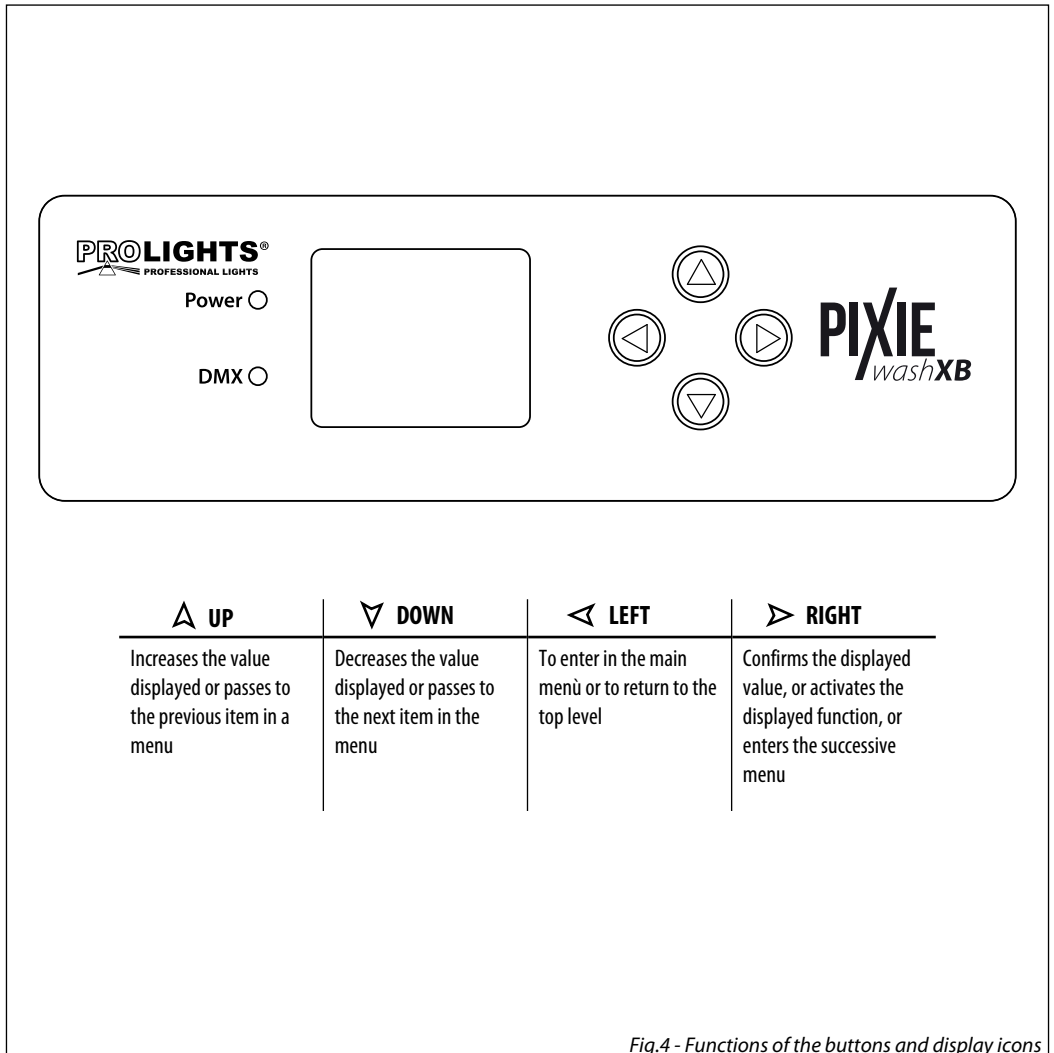 PROLIGHTS®
PROFESSIONAL LIGHTS
Power
DMX
PIXIE
washXB
UP
DOWN
LEFT
RIGHT
Increases the value
displayed or passes to
the previous item in a
menu
Decreases the value
displayed or passes to
the next item in the
menu
To enter in the main
menù or to return to the
top level
Confirms the displayed
value, or activates the
displayed function, or
enters the successive
menu
Fig.4 - Functions of the buttons and display icons